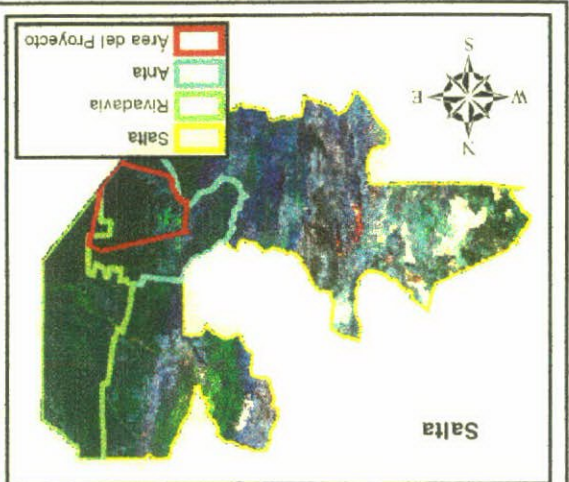 Salta
N
W E
S
Salta
Rivadavia
Anta
Área del Proyecto